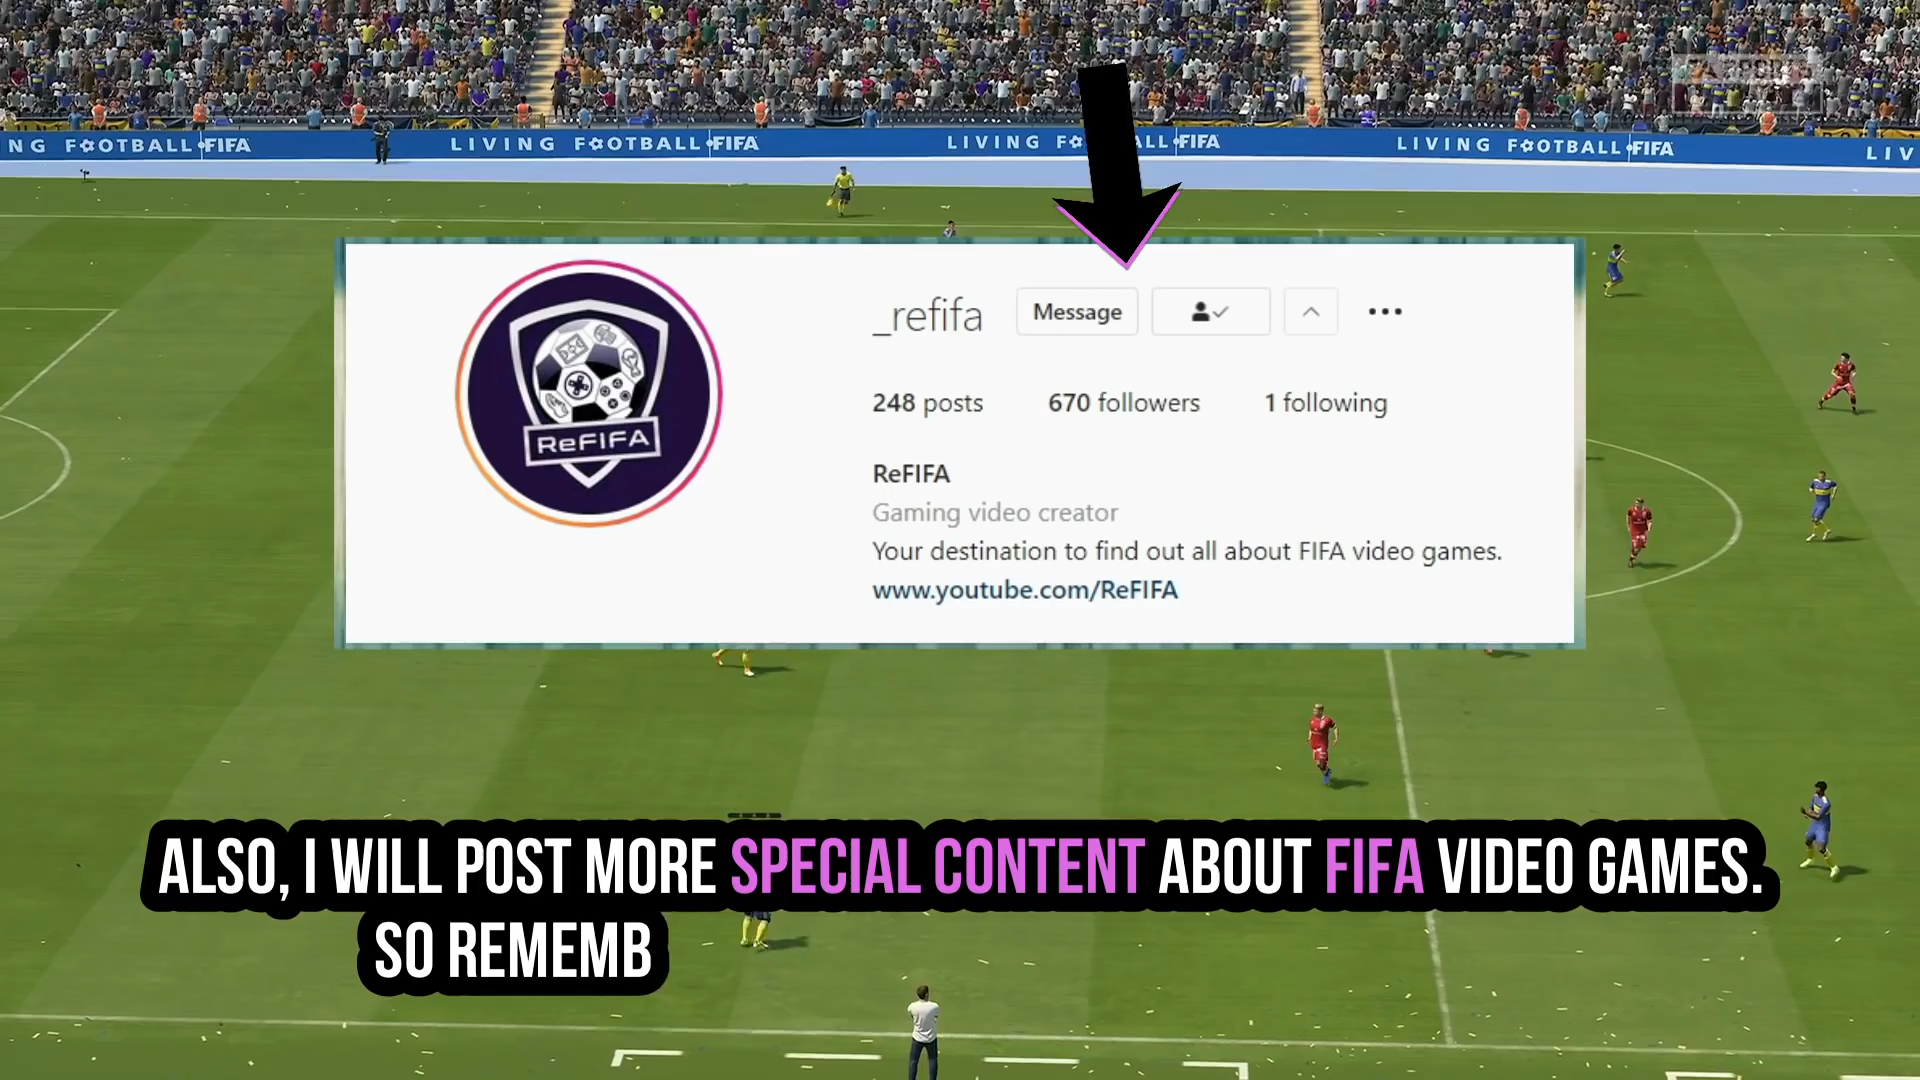 EA SPORTS
NG FOOTBALL FIFA LIVING FOOTBALL FIFA LIVING FO ALL FIFA LIVING FOOTBALL FIFA LIV
_refifa Message
248 posts 670 followers 1 following
ReFIFA
ReFIFA
Gaming video creator
Your destination to find out all about FIFA video games.
www.youtube.com/ReFIFA
ALSO, I WILL POST MORE SPECIAL CONTENT ABOUT FIFA VIDEO GAMES.
SO REMEMB